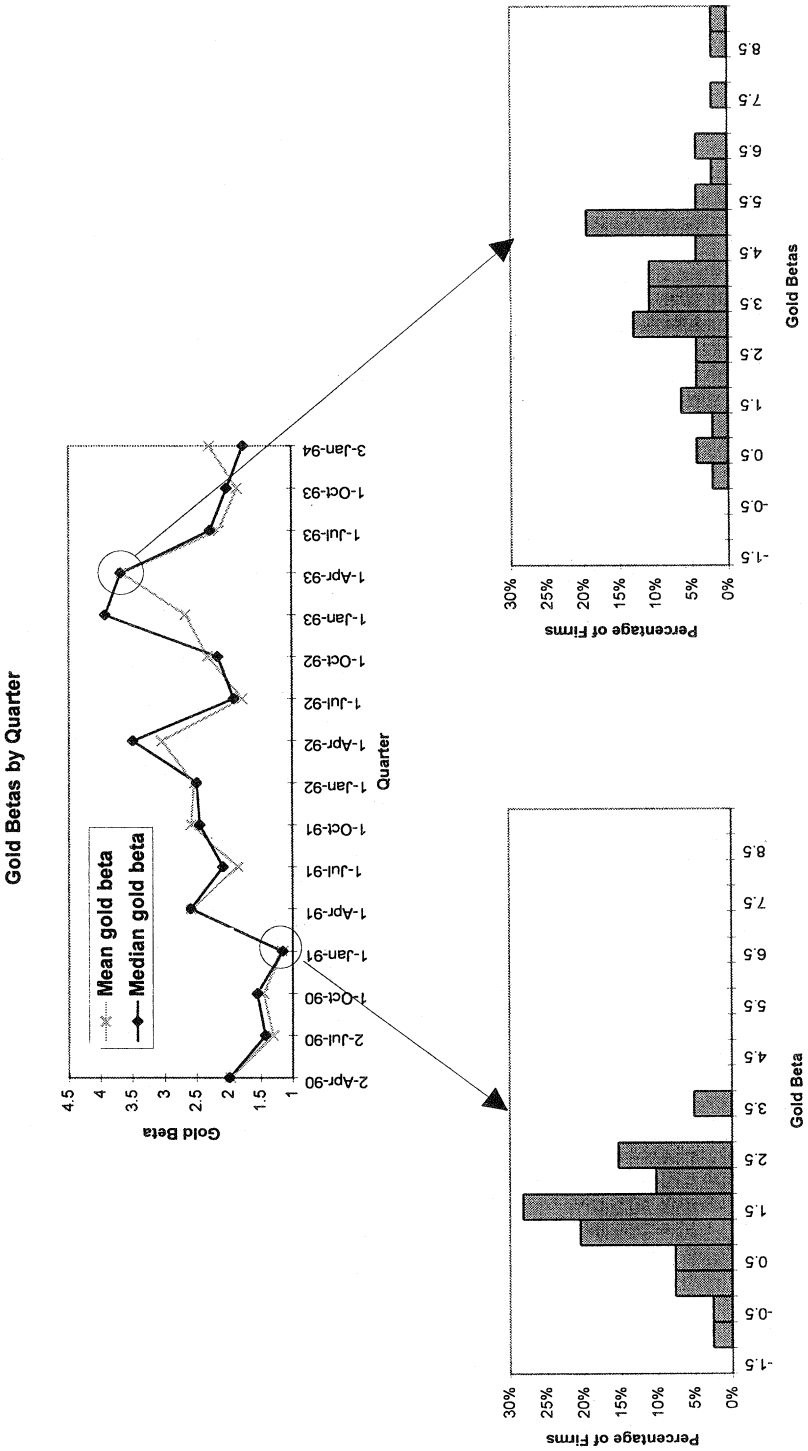 Gold Betas by Quarter
Mean gold beta
Median gold beta
Gold Beta
4.5
4
3.5
3
2.5
2
1.5
1
2-Apr-90
2-Jul-90
1-Oct-90
1-Jan-91
1-Apr-91
1-Jul-91
1-Oct-91
1-Jan-92
1-Apr-92
1-Jul-92
1-Oct-92
1-Jan-93
1-Apr-93
1-Jul-93
1-Oct-93
3-Jan-94
Quarter
Percentage of Firms
30%
25%
20%
15%
10%
5%
0%
-1.5
-0.5
0.5
1.5
2.5
3.5
4.5
5.5
6.5
7.5
8.5
Gold Beta
Percentage of Firms
30%
25%
20%
15%
10%
5%
0%
-1.5
-0.5
0.5
1.5
2.5
3.5
4.5
5.5
6.5
7.5
8.5
Gold Betas